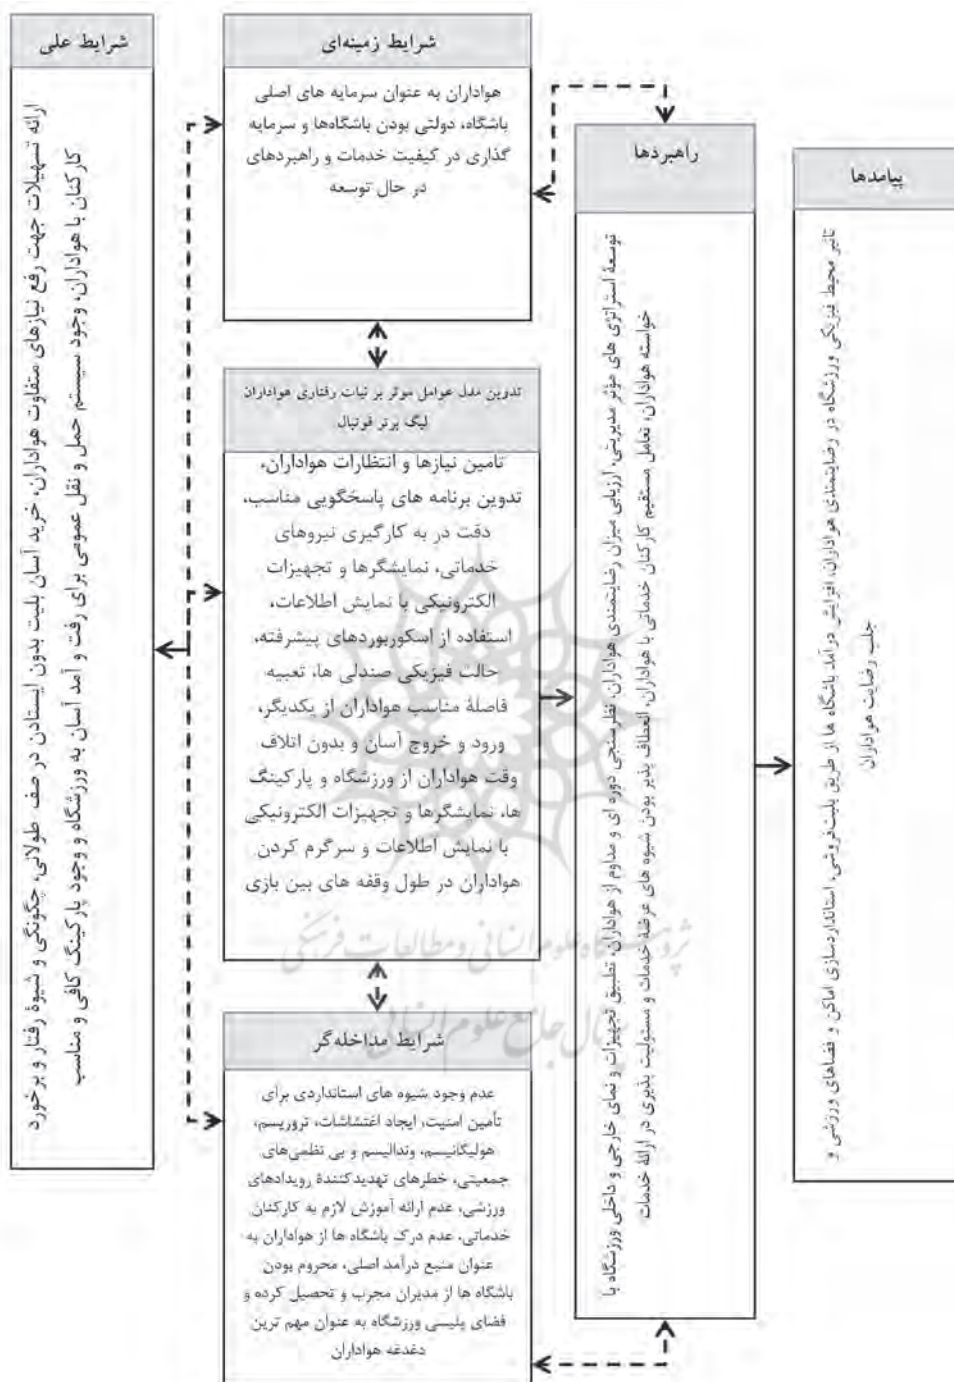 شرایط علی
ارائه تسهیلات جهت رفع نیازهای متفاوت هواداران، خرید آسان بلیت بدون ایستادن در صف طولانی، چگونگی و شیوهٔ رفتار و برخورد
کارکنان با هواداران، وجود سیستم حمل و نقل عمومی برای رفت و آمد آسان به ورزشگاه و وجود پارکینگ کافی و مناسب
شرایط زمینه‌ای
هواداران به عنوان سرمایه های اصلی
باشگاه، دولتی بودن باشگاه‌ها و سرمایه
گذاری در کیفیت خدمات و راهبردهای
در حال توسعه
تدوین مدل عوامل موثر بر نیات رفتاری هواداران
لیگ برتر فوتبال
تامین نیازها و انتظارات هواداران،
تدوین برنامه های پاسخگویی مناسب،
دقت در به کارگیری نیروهای
خدماتی، نمایشگرها و تجهیزات
الکترونیکی با نمایش اطلاعات،
استفاده از اسکوربوردهای پیشرفته،
حالت فیزیکی صندلی ها، تعبیه
فاصلهٔ مناسب هواداران از یکدیگر،
ورود و خروج آسان و بدون اتلاف
وقت هواداران از ورزشگاه و پارکینگ
ها، نمایشگرها و تجهیزات الکترونیکی
با نمایش اطلاعات و سرگرم کردن
هواداران در طول وقفه های بین بازی
شرایط مداخله‌گر
عدم وجود شیوه های استانداردی برای
تأمین امنیت، ایجاد اغتشاشات، تروریسم،
هولیگانیسم، وندالیسم و بی نظمی‌های
جمعیتی، خطرهای تهدیدکنندهٔ رویدادهای
ورزشی، عدم ارائه آموزش لازم به کارکنان
خدماتی، عدم درک باشگاه ها از هواداران به
عنوان منبع درآمد اصلی، محروم بودن
باشگاه ها از مدیران مجرب و تحصیل کرده و
فضای پلیسی ورزشگاه به عنوان مهم ترین
دغدغه هواداران
راهبردها
توسعهٔ استراتژی های مؤثر مدیریتی، ارزیابی میزان رضایتمندی هواداران، نظرسنجی دوره ای و مداوم از هواداران، تطبیق تجهیزات و نمای خارجی و داخلی ورزشگاه با
خواسته هواداران، تعامل مستقیم کارکنان خدماتی با هواداران، انعطاف پذیر بودن شیوه های عرضهٔ خدمات و مسئولیت پذیری در ارائهٔ خدمات
پیامدها
تاثیر محیط فیزیکی ورزشگاه در رضایتمندی هواداران، افزایش درآمد باشگاه ها از طریق بلیت‌فروشی، استانداردسازی اماکن و فضاهای ورزشی و
جلب رضایت هواداران
پژوهشگاه علوم انسانی و مطالعات فرهنگی
پرتال جامع علوم انسانی